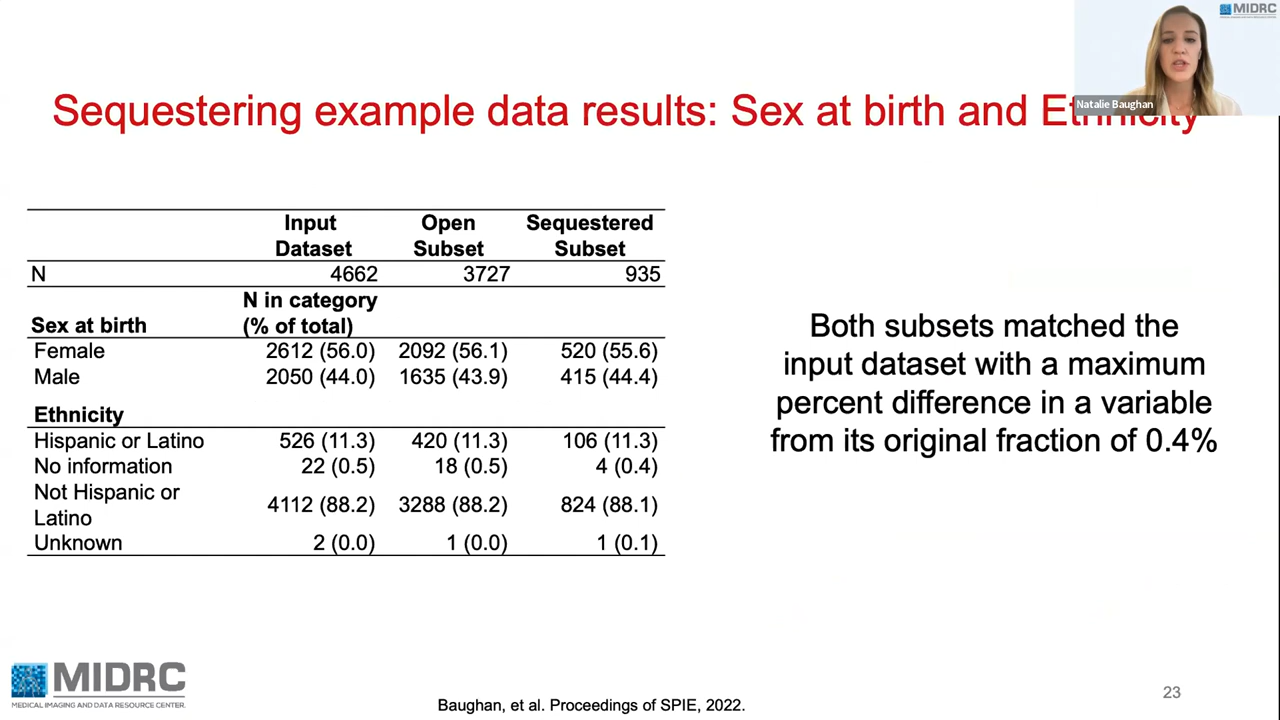 MIDRC
Natalie Baughan
Sequestering example data results: Sex at birth and Ethnicity
Input Dataset Open Subset Sequestered Subset
N 4662 3727 935
Sex at birth N in category (% of total)
Female 2612 (56.0) 2092 (56.1) 520 (55.6)
Male 2050 (44.0) 1635 (43.9) 415 (44.4)
Ethnicity
Hispanic or Latino 526 (11.3) 420 (11.3) 106 (11.3)
No information 22 (0.5) 18 (0.5) 4 (0.4)
Not Hispanic or Latino 4112 (88.2) 3288 (88.2) 824 (88.1)
Unknown 2 (0.0) 1 (0.0) 1 (0.1)
Both subsets matched the
input dataset with a maximum
percent difference in a variable
from its original fraction of 0.4%
MIDRC
MEDICAL IMAGING AND DATA RESOURCE CENTER.
Baughan, et al. Proceedings of SPIE, 2022.
23